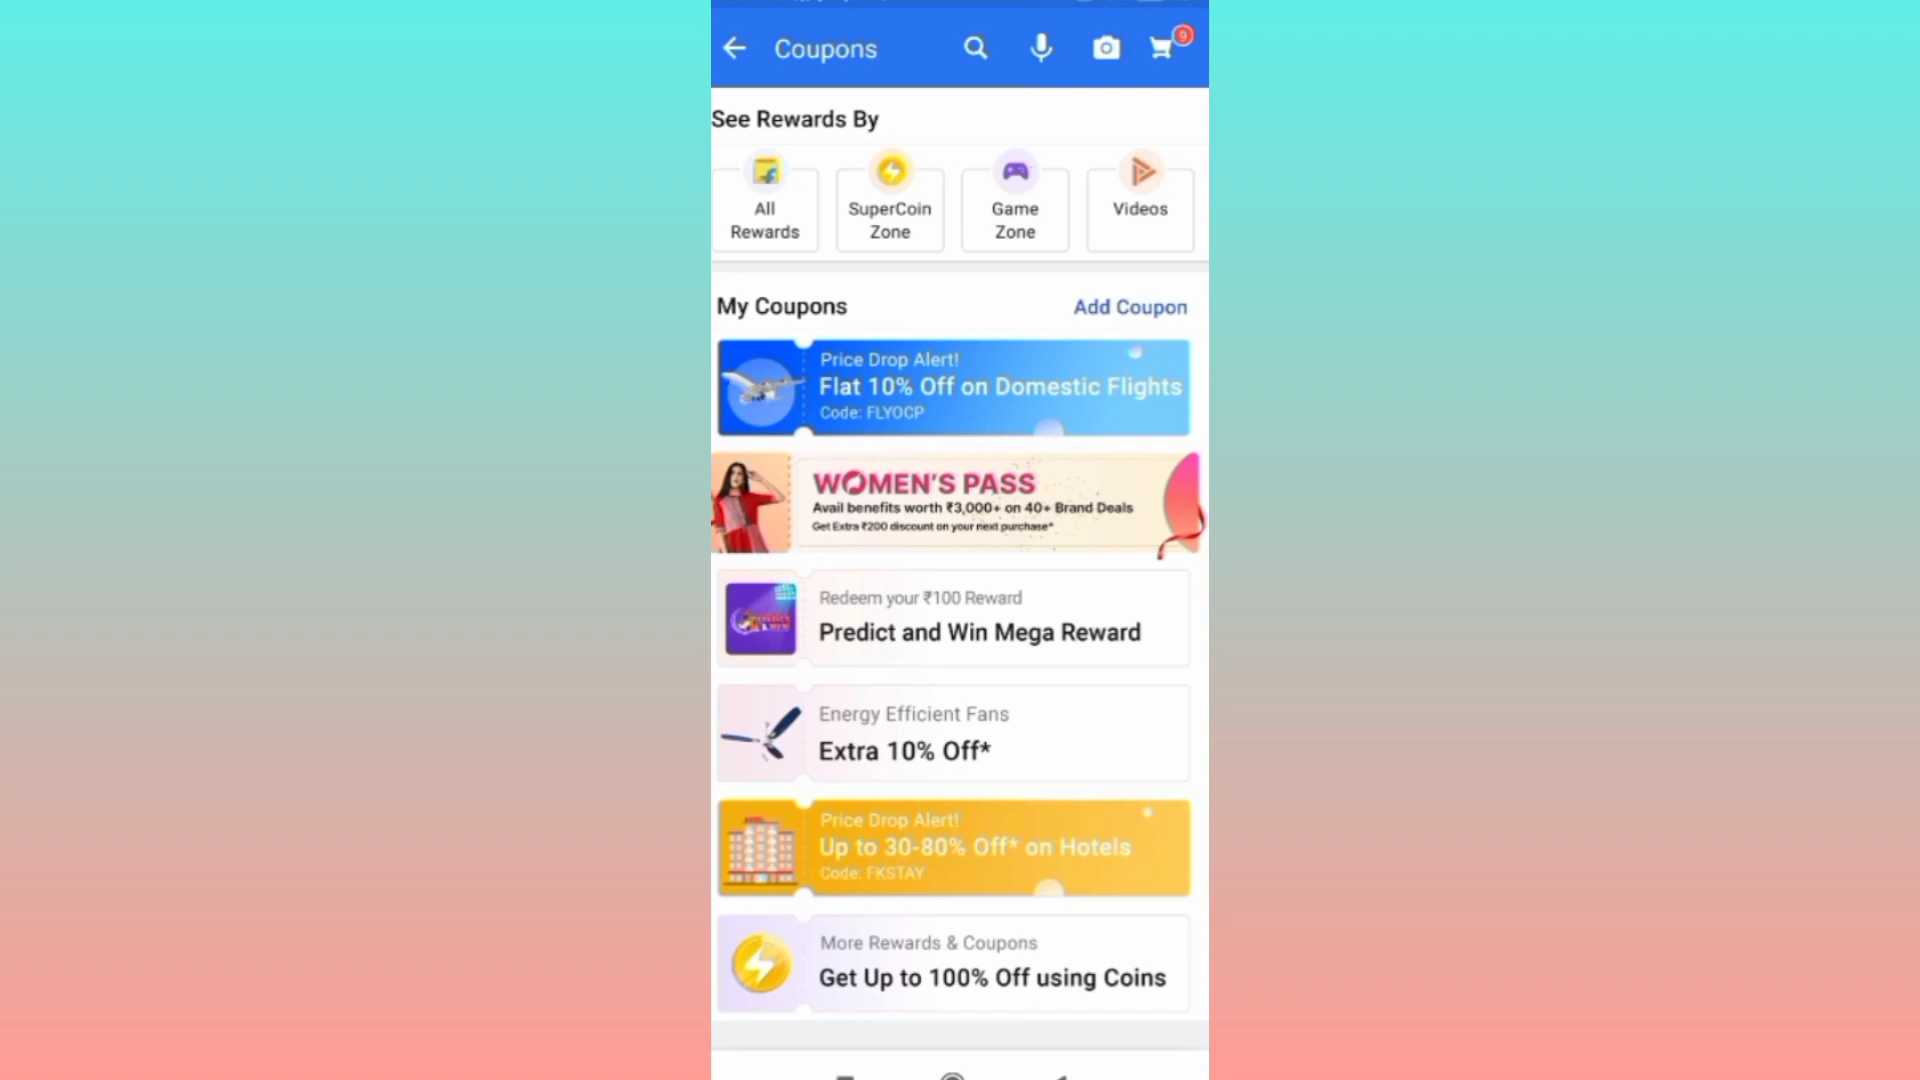 Coupons
9
See Rewards By
All
Rewards
SuperCoin
Zone
Game
Zone
Videos
My Coupons
Add Coupon
Price Drop Alert!
Flat 10% Off on Domestic Flights
Code: FLYOCP
WOMEN'S PASS
Avail benefits worth ₹3,000+ on 40+ Brand Deals
Get Extra ₹200 discount on your next purchase*
Redeem your ₹100 Reward
Predict and Win Mega Reward
Energy Efficient Fans
Extra 10% Off*
Price Drop Alert!
Up to 30-80% Off* on Hotels
Code: FKSTAY
More Rewards & Coupons
Get Up to 100% Off using Coins